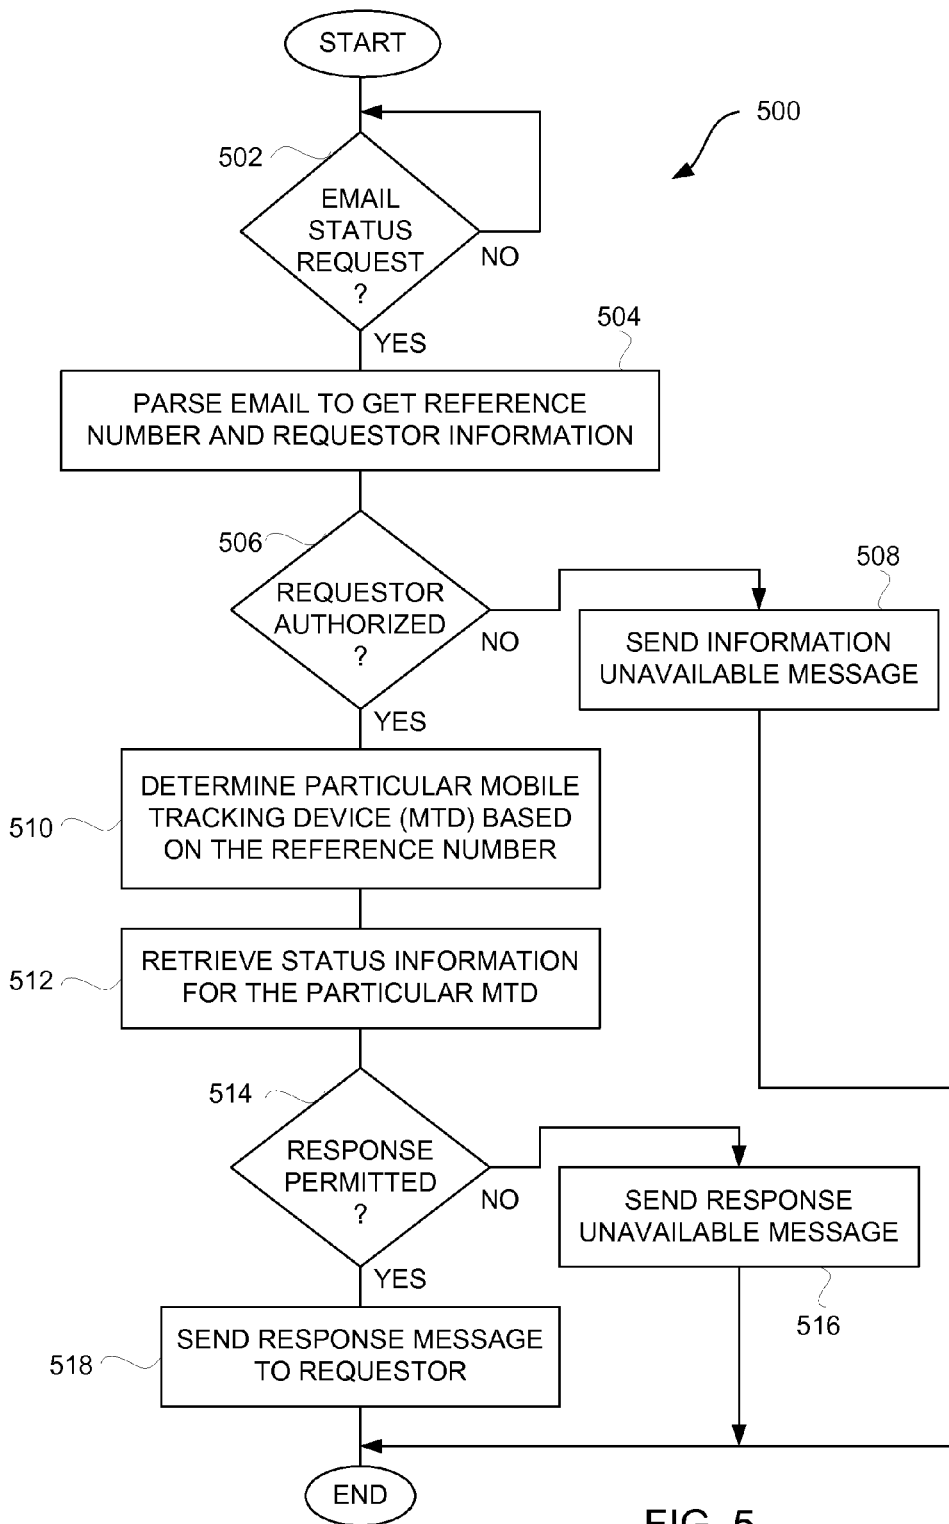 START
500
502
EMAIL
STATUS
REQUEST
?
NO
YES
504
PARSE EMAIL TO GET REFERENCE
NUMBER AND REQUESTOR INFORMATION
506
REQUESTOR
AUTHORIZED
?
NO
YES
508
SEND INFORMATION
UNAVAILABLE MESSAGE
510
DETERMINE PARTICULAR MOBILE
TRACKING DEVICE (MTD) BASED
ON THE REFERENCE NUMBER
512
RETRIEVE STATUS INFORMATION
FOR THE PARTICULAR MTD
514
RESPONSE
PERMITTED
?
NO
YES
SEND RESPONSE
UNAVAILABLE MESSAGE
516
518
SEND RESPONSE MESSAGE
TO REQUESTOR
END
FIG. 5